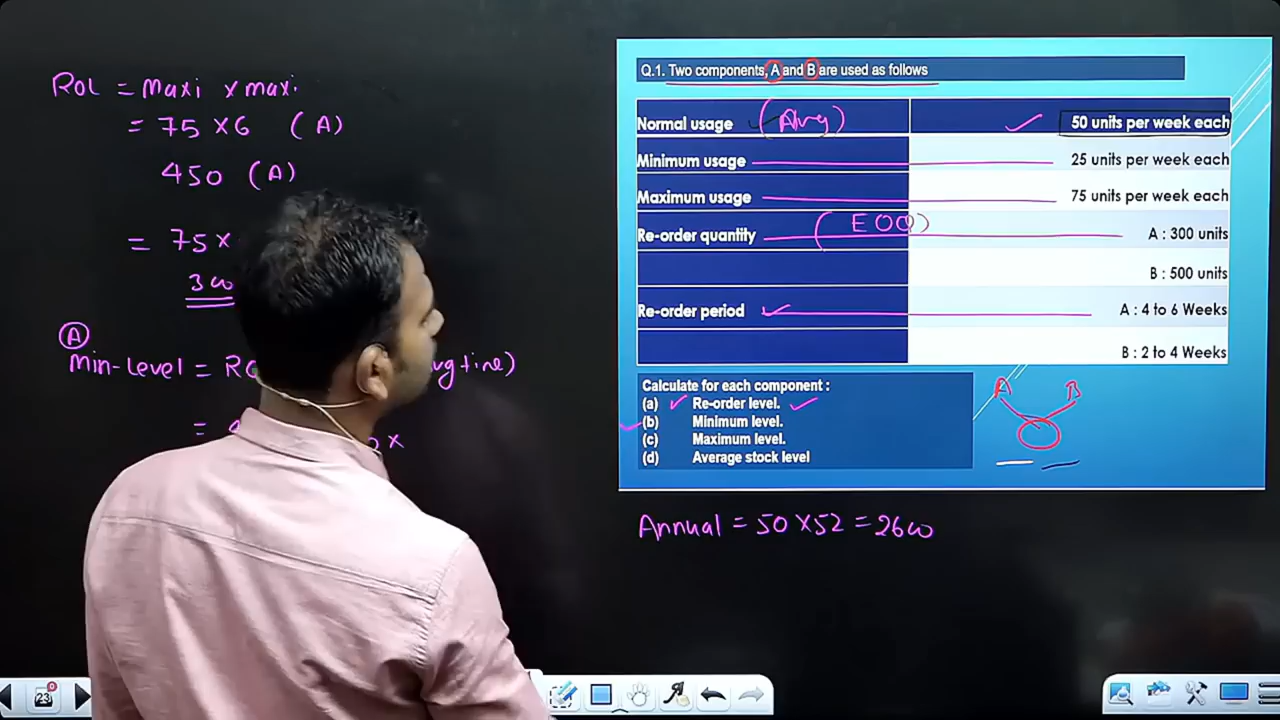 ROL = Maxi x maxi
= 75 x 6 (A)
450 (A)
= 75 x
300
(A)
Min-Level =
Avg time)
=
x
Q.1. Two components, A and B are used as follows
Normal usage (Avg) 50 units per week each
Minimum usage 25 units per week each
Maximum usage 75 units per week each
Re-order quantity (EOQ) A : 300 units
B : 500 units
Re-order period A : 4 to 6 Weeks
B : 2 to 4 Weeks
Calculate for each component :
(a) Re-order level.
(b) Minimum level.
(c) Maximum level.
(d) Average stock level
A B
Annual = 50 x 52 = 2600
23